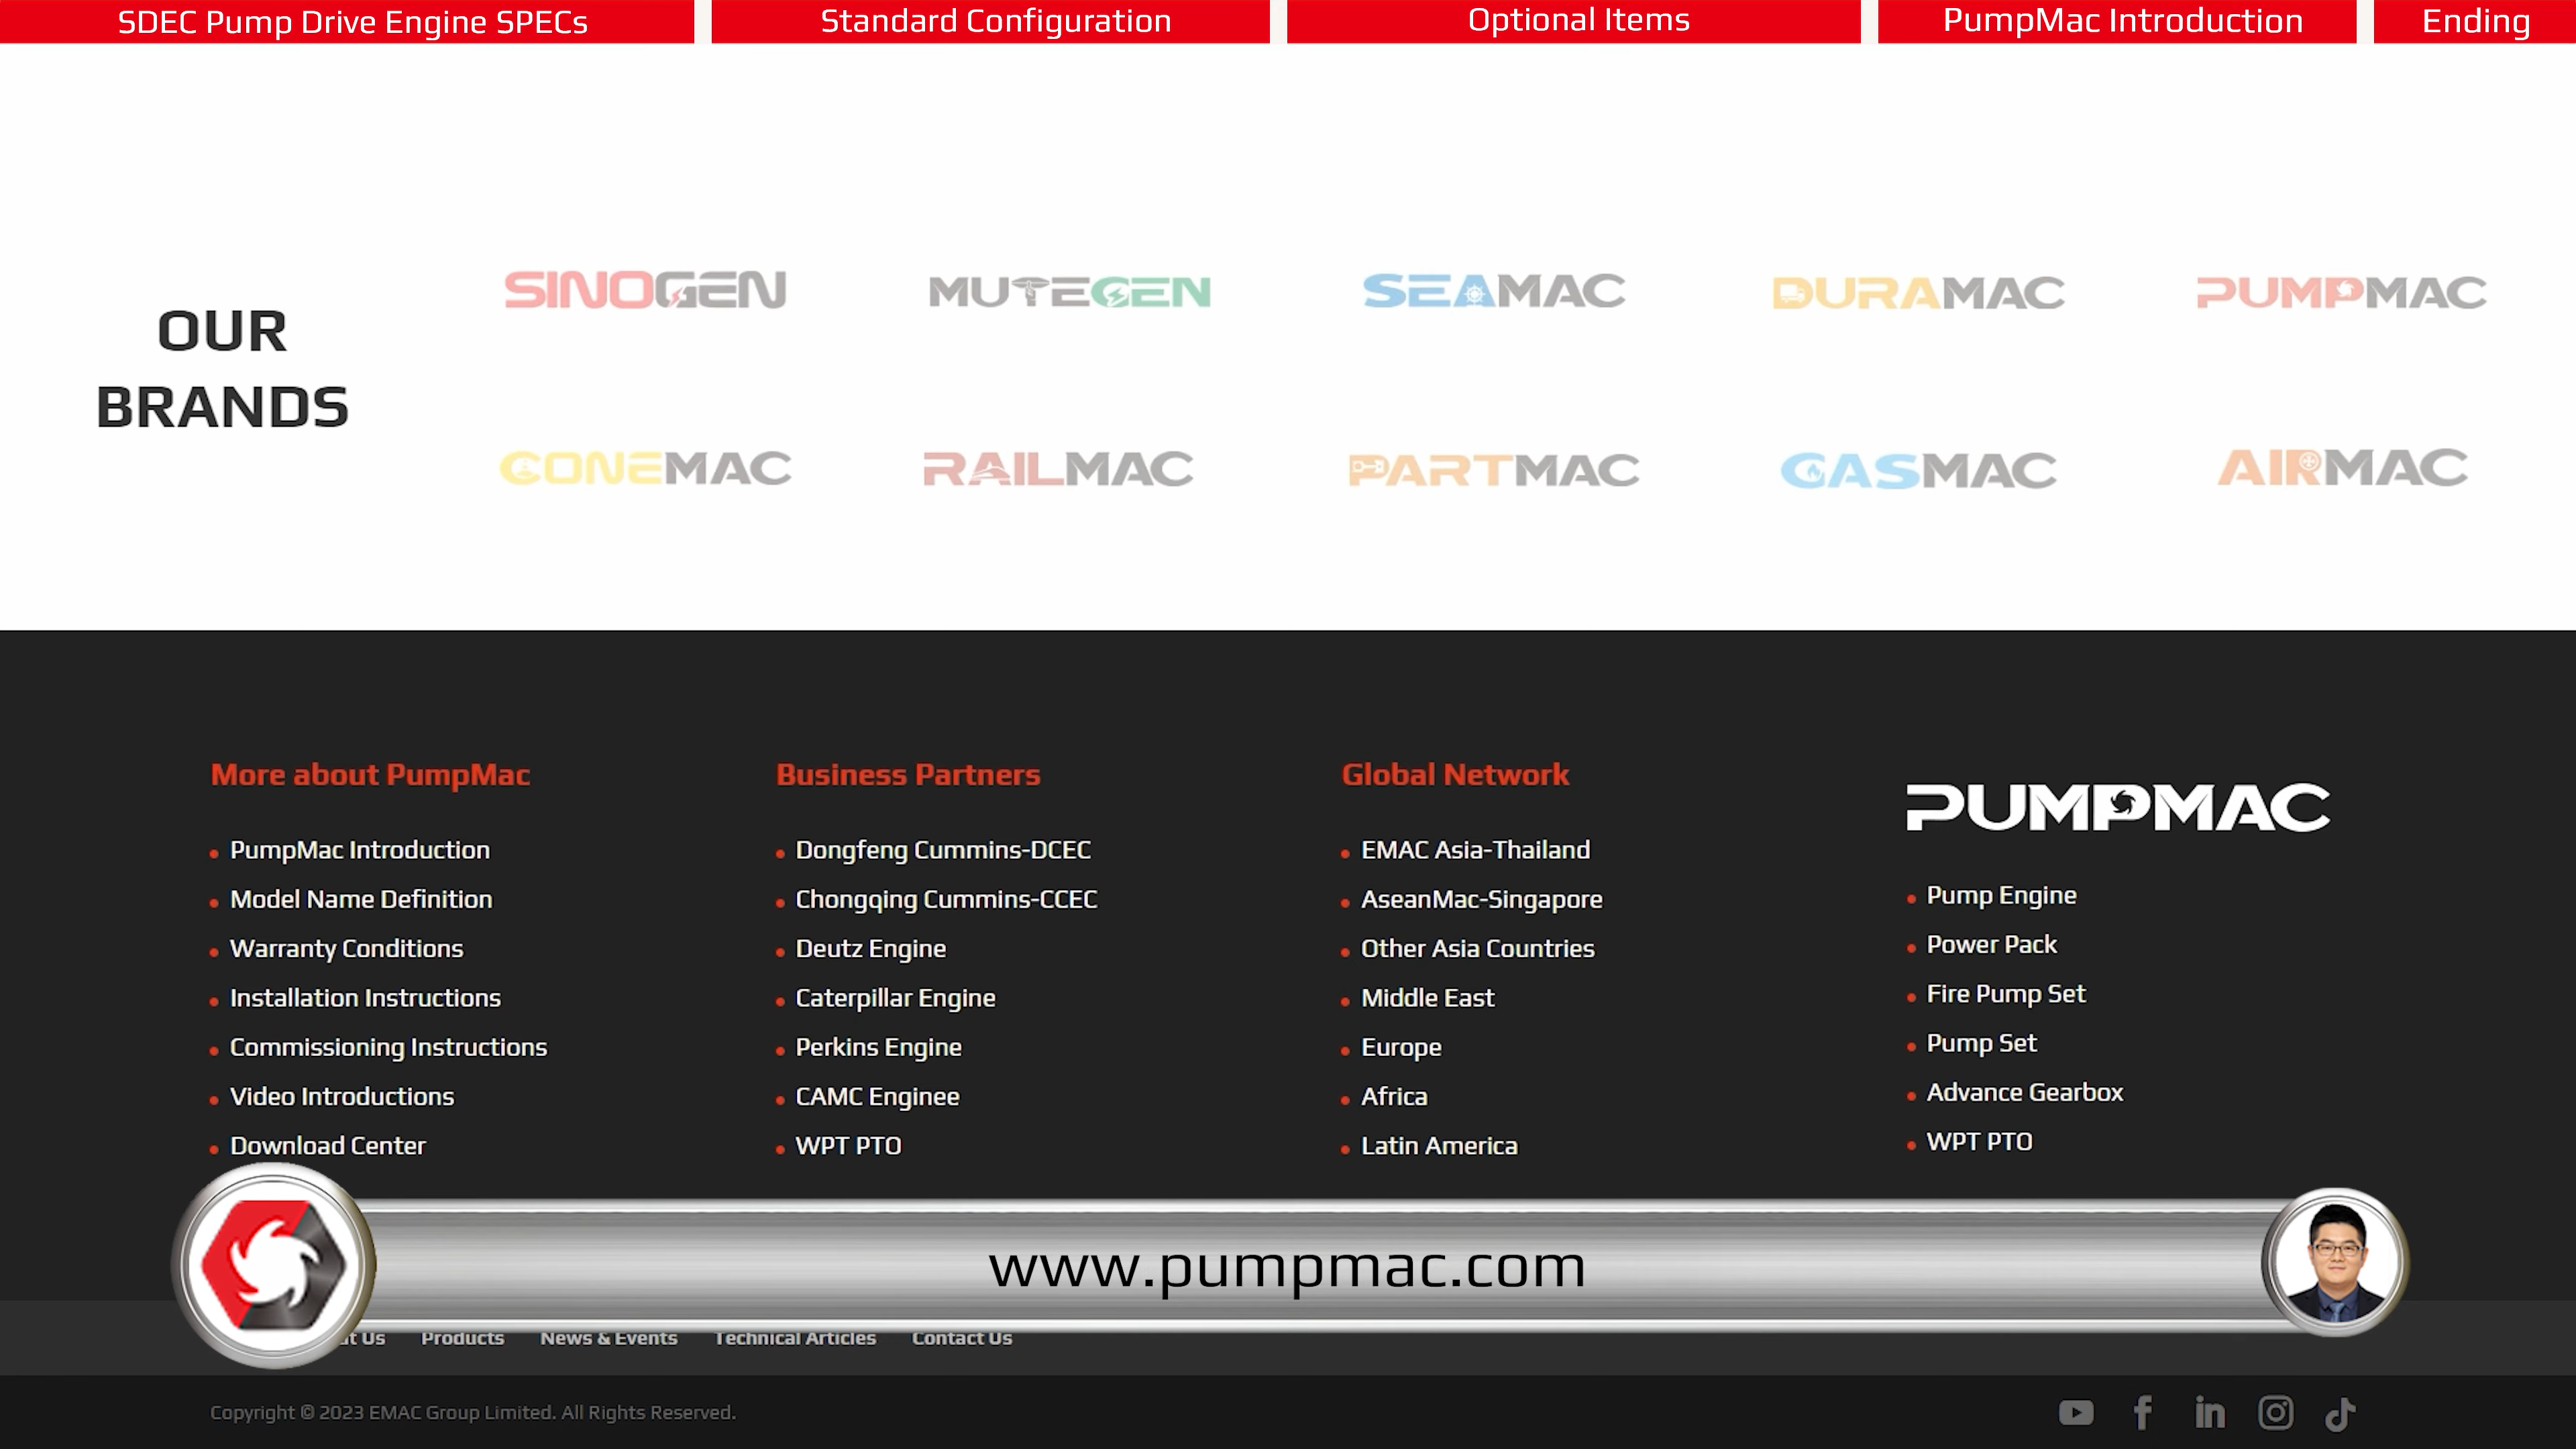 SDEC Pump Drive Engine SPECs
Standard Configuration
Optional Items
PumpMac Introduction
Ending
OUR
BRANDS
SINOGEN
MUTEGEN
SEAMAC
DURAMAC
PUMPMAC
CONEMAC
RAILMAC
PARTMAC
GASMAC
AIRMAC
More about PumpMac
PumpMac Introduction
Model Name Definition
Warranty Conditions
Installation Instructions
Commissioning Instructions
Video Introductions
Download Center
Business Partners
Dongfeng Cummins-DCEC
Chongqing Cummins-CCEC
Deutz Engine
Caterpillar Engine
Perkins Engine
CAMC Enginee
WPT PTO
Global Network
EMAC Asia-Thailand
AseanMac-Singapore
Other Asia Countries
Middle East
Europe
Africa
Latin America
PUMPMAC
Pump Engine
Power Pack
Fire Pump Set
Pump Set
Advance Gearbox
WPT PTO
www.pumpmac.com
Us Products News & Events Technical Articles Contact Us
Copyright © 2023 EMAC Group Limited. All Rights Reserved.